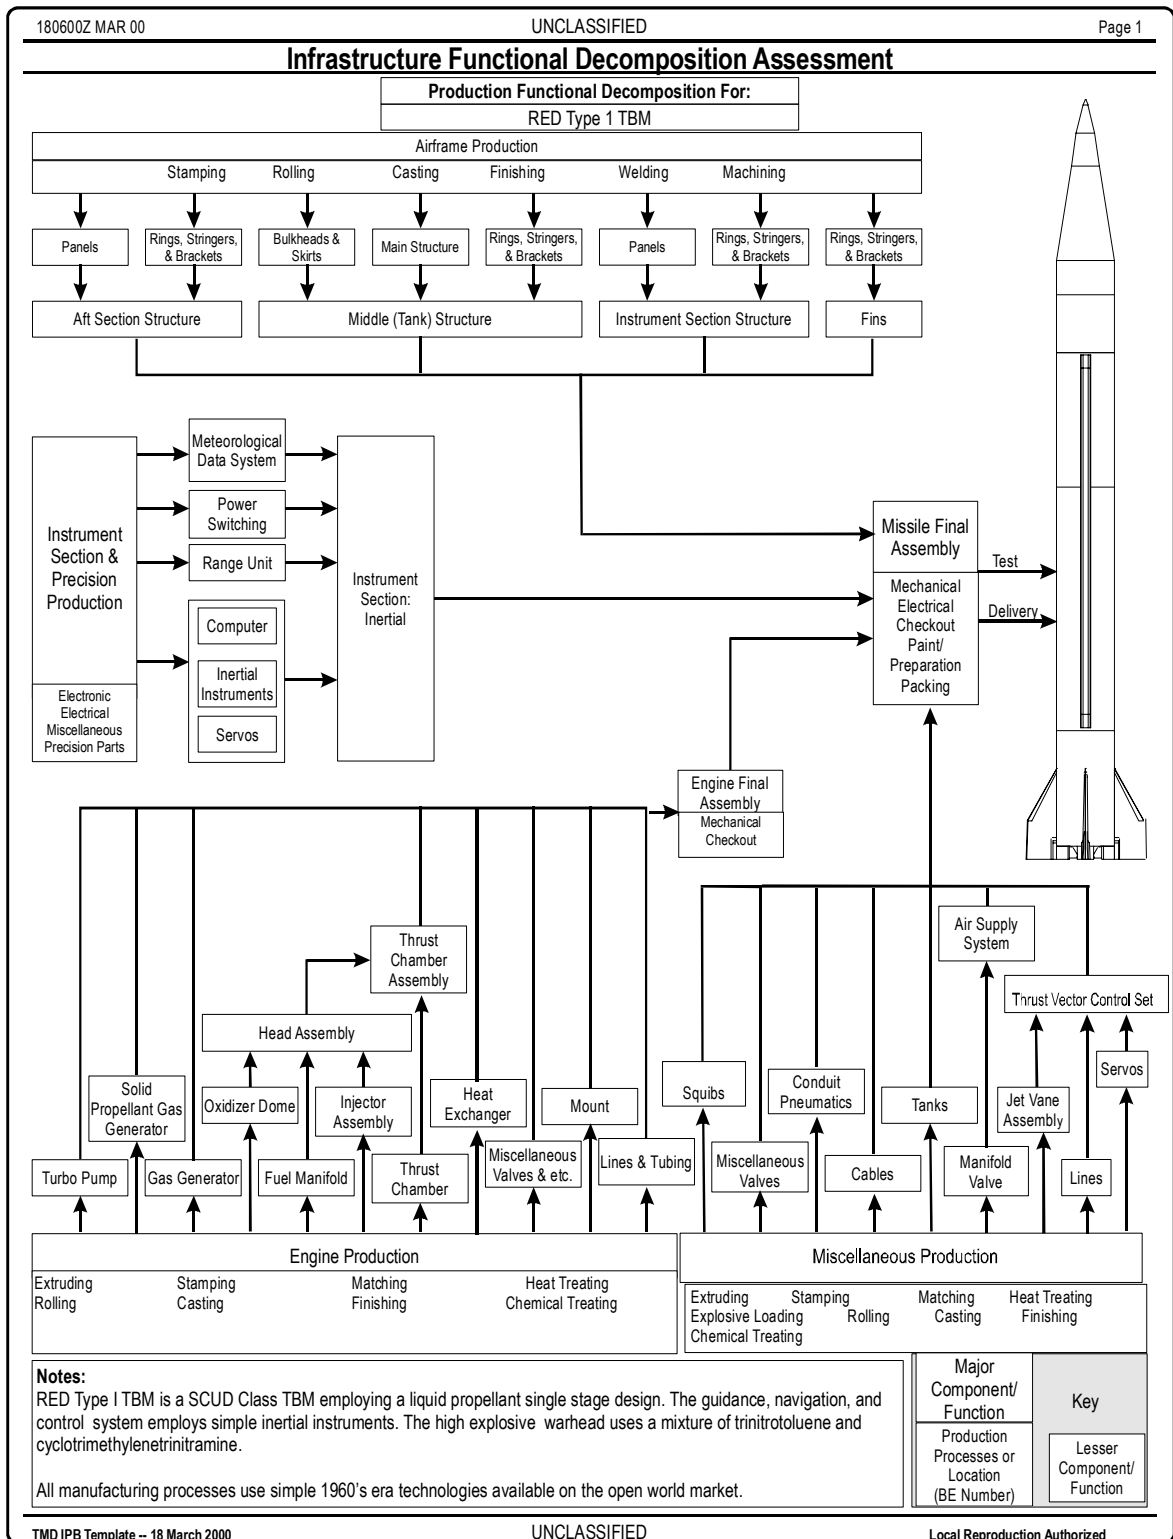 180600Z MAR 00 UNCLASSIFIED Page 1
Infrastructure Functional Decomposition Assessment
Production Functional Decomposition For:
RED Type 1 TBM
Airframe Production
Stamping Rolling Casting Finishing Welding Machining
Panels
Rings, Stringers,
& Brackets
Bulkheads &
Skirts
Main Structure
Rings, Stringers,
& Brackets
Panels
Rings, Stringers,
& Brackets
Rings, Stringers,
& Brackets
Aft Section Structure
Middle (Tank) Structure
Instrument Section Structure
Fins
Instrument
Section &
Precision
Production
Electronic
Electrical
Miscellaneous
Precision Parts
Meteorological
Data System
Power
Switching
Range Unit
Computer
Inertial
Instruments
Servos
Instrument
Section:
Inertial
Missile Final
Assembly
Mechanical
Electrical
Checkout
Paint/
Preparation
Packing
Test
Delivery
Engine Final
Assembly
Mechanical
Checkout
Thrust
Chamber
Assembly
Head Assembly
Solid
Propellant Gas
Generator
Oxidizer Dome
Injector
Assembly
Heat
Exchanger
Mount
Turbo Pump
Gas Generator
Fuel Manifold
Thrust
Chamber
Miscellaneous
Valves & etc.
Lines & Tubing
Air Supply
System
Thrust Vector Control Set
Squibs
Conduit
Pneumatics
Tanks
Jet Vane
Assembly
Servos
Miscellaneous
Valves
Cables
Manifold
Valve
Lines
Engine Production
Extruding Stamping Matching Heat Treating
Rolling Casting Finishing Chemical Treating
Miscellaneous Production
Extruding Stamping Matching Heat Treating
Explosive Loading Rolling Casting Finishing
Chemical Treating
Notes:
RED Type I TBM is a SCUD Class TBM employing a liquid propellant single stage design. The guidance, navigation, and
control system employs simple inertial instruments. The high explosive warhead uses a mixture of trinitrotoluene and
cyclotrimethylenetrinitramine.
All manufacturing processes use simple 1960's era technologies available on the open world market.
Major
Component/
Function
Production
Processes or
Location
(BE Number)
Key
Lesser
Component/
Function
TMD IPB Template -- 18 March 2000 UNCLASSIFIED Local Reproduction Authorized